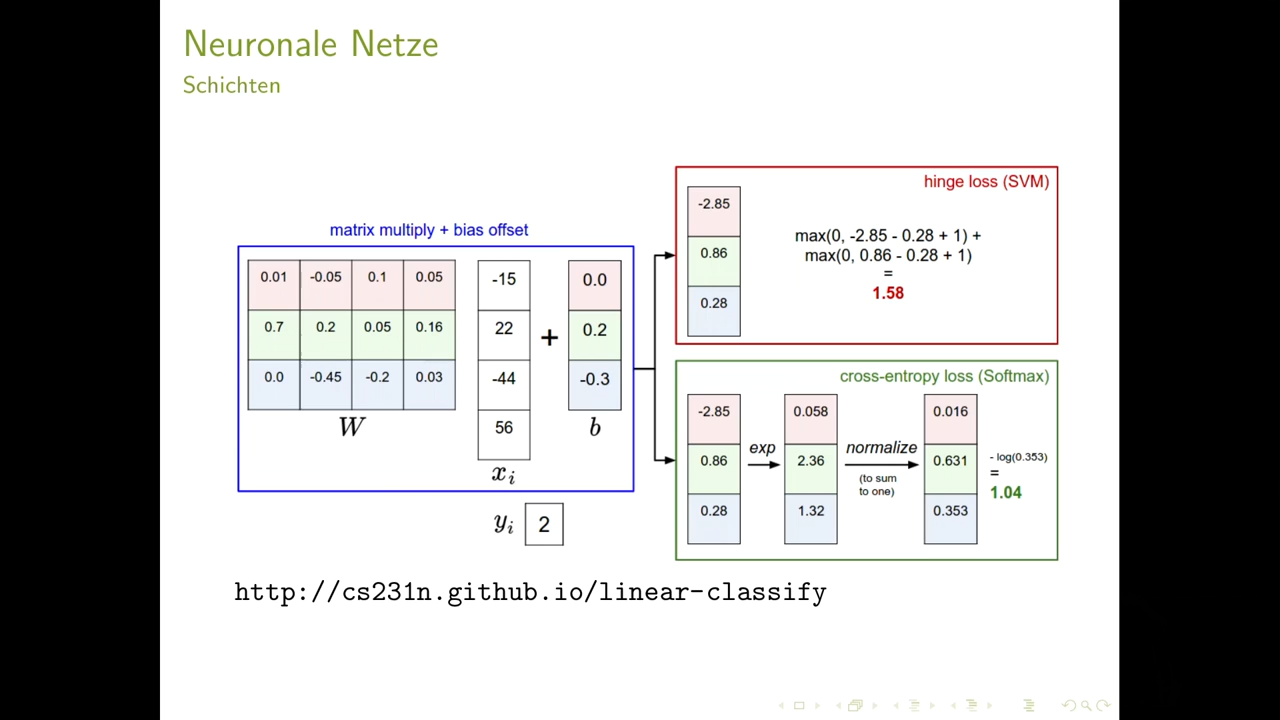 Neuronale Netze
Schichten
matrix multiply + bias offset
0.01 -0.05 0.1 0.05
0.7 0.2 0.05 0.16
0.0 -0.45 -0.2 0.03
W
-15
22
-44
56
x_i
+
0.0
0.2
-0.3
b
y_i 2
hinge loss (SVM)
-2.85
0.86
0.28
max(0, -2.85 - 0.28 + 1) +
max(0, 0.86 - 0.28 + 1)
=
1.58
cross-entropy loss (Softmax)
-2.85
0.86
0.28
exp
0.058
2.36
1.32
normalize
(to sum
to one)
0.016
0.631
0.353
- log(0.353)
=
1.04
http://cs231n.github.io/linear-classify